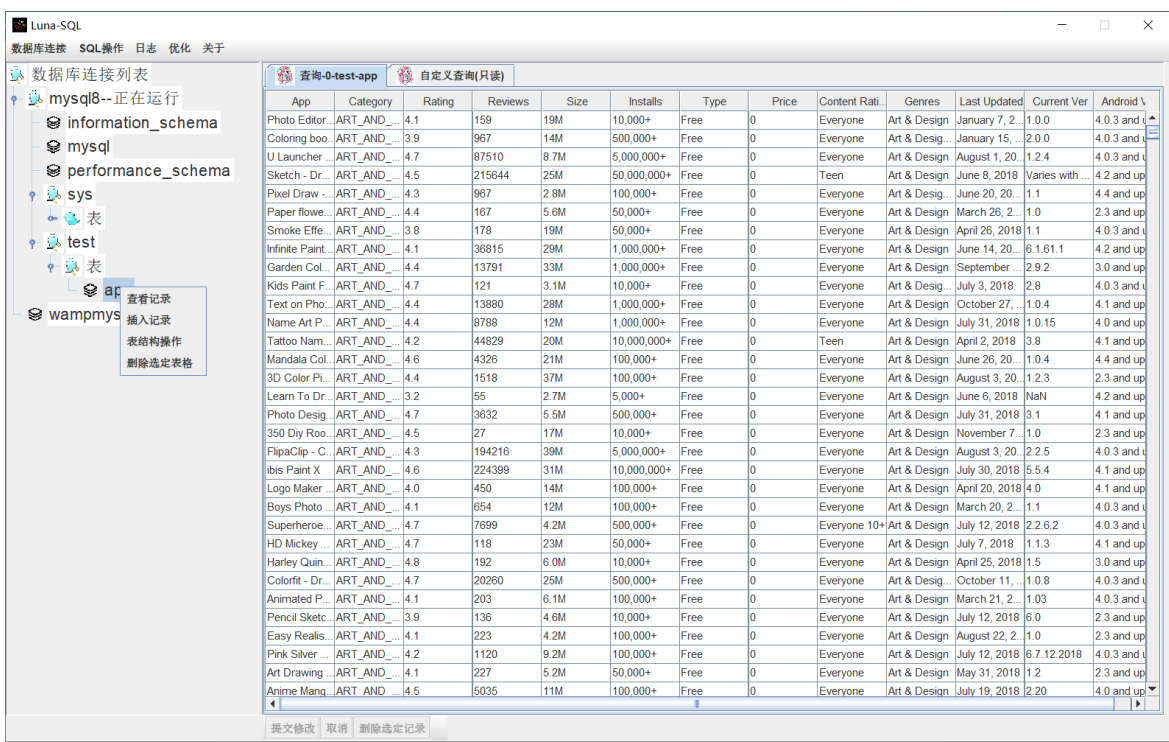 Luna-SQL
数据库连接 SQL操作 日志 优化 关于
数据库连接列表
mysql8--正在运行
information_schema
mysql
performance_schema
sys
表
test
表
ap
wampmys
查看记录
插入记录
表结构操作
删除选定表格
查询-0-test-app 自定义查询(只读)
App Category Rating Reviews Size Installs Type Price Content Rati... Genres Last Updated Current Ver Android V
Photo Editor... ART_AND_... 4.1 159 19M 10,000+ Free 0 Everyone Art & Design January 7, 2... 1.0.0 4.0.3 and u
Coloring boo... ART_AND_... 3.9 967 14M 500,000+ Free 0 Everyone Art & Desig... January 15, ... 2.0.0 4.0.3 and u
U Launcher ... ART_AND_... 4.7 87510 8.7M 5,000,000+ Free 0 Everyone Art & Design August 1, 20... 1.2.4 4.0.3 and u
Sketch - Dr... ART_AND_... 4.5 215644 25M 50,000,000+ Free 0 Teen Art & Design June 8, 2018 Varies with ... 4.2 and up
Pixel Draw -... ART_AND_... 4.3 967 2.8M 100,000+ Free 0 Everyone Art & Desig... June 20, 20... 1.1 4.4 and up
Paper flowe... ART_AND_... 4.4 167 5.6M 50,000+ Free 0 Everyone Art & Design March 26, 2... 1.0 2.3 and up
Smoke Effe... ART_AND_... 3.8 178 19M 50,000+ Free 0 Everyone Art & Design April 26, 2018 1.1 4.0.3 and u
Infinite Paint... ART_AND_... 4.1 36815 29M 1,000,000+ Free 0 Everyone Art & Design June 14, 20... 6.1.61.1 4.2 and up
Garden Col... ART_AND_... 4.4 13791 33M 1,000,000+ Free 0 Everyone Art & Design September ... 2.9.2 3.0 and up
Kids Paint F... ART_AND_... 4.7 121 3.1M 10,000+ Free 0 Everyone Art & Desig... July 3, 2018 2.8 4.0.3 and u
Text on Pho... ART_AND_... 4.4 13880 28M 1,000,000+ Free 0 Everyone Art & Design October 27, ... 1.0.4 4.1 and up
Name Art P... ART_AND_... 4.4 8788 12M 1,000,000+ Free 0 Everyone Art & Design July 31, 2018 1.0.15 4.0 and up
Tattoo Nam... ART_AND_... 4.2 44829 20M 10,000,000+ Free 0 Teen Art & Design April 2, 2018 3.8 4.1 and up
Mandala Col... ART_AND_... 4.6 4326 21M 100,000+ Free 0 Everyone Art & Design June 26, 20... 1.0.4 4.4 and up
3D Color Pi... ART_AND_... 4.4 1518 37M 100,000+ Free 0 Everyone Art & Design August 3, 20... 1.2.3 2.3 and up
Learn To Dr... ART_AND_... 3.2 55 2.7M 5,000+ Free 0 Everyone Art & Design June 6, 2018 NaN 4.2 and up
Photo Desig... ART_AND_... 4.7 3632 5.5M 500,000+ Free 0 Everyone Art & Design July 31, 2018 3.1 4.1 and up
350 Diy Roo... ART_AND_... 4.5 27 17M 10,000+ Free 0 Everyone Art & Design November 7... 1.0 2.3 and up
FlipaClip - C... ART_AND_... 4.3 194216 39M 5,000,000+ Free 0 Everyone Art & Design August 3, 20... 2.2.5 4.0.3 and u
ibis Paint X ART_AND_... 4.6 224399 31M 10,000,000+ Free 0 Everyone Art & Design July 30, 2018 5.5.4 4.1 and up
Logo Maker ... ART_AND_... 4.0 450 14M 100,000+ Free 0 Everyone Art & Design April 20, 2018 4.0 4.1 and up
Boys Photo ... ART_AND_... 4.1 654 12M 100,000+ Free 0 Everyone Art & Design March 20, 2... 1.1 4.0.3 and u
Superheroe... ART_AND_... 4.7 7699 4.2M 500,000+ Free 0 Everyone 10+ Art & Design July 12, 2018 2.2.6.2 4.0.3 and u
HD Mickey ... ART_AND_... 4.7 118 23M 50,000+ Free 0 Everyone Art & Design July 7, 2018 1.1.3 4.1 and up
Harley Quin... ART_AND_... 4.8 192 6.0M 10,000+ Free 0 Everyone Art & Design April 25, 2018 1.5 3.0 and up
Colorfit - Dr... ART_AND_... 4.7 20260 25M 500,000+ Free 0 Everyone Art & Desig... October 11, ... 1.0.8 4.0.3 and u
Animated P... ART_AND_... 4.1 203 6.1M 100,000+ Free 0 Everyone Art & Design March 21, 2... 1.03 4.0.3 and u
Pencil Sketc... ART_AND_... 3.9 136 4.6M 10,000+ Free 0 Everyone Art & Design July 12, 2018 6.0 2.3 and up
Easy Realis... ART_AND_... 4.1 223 4.2M 100,000+ Free 0 Everyone Art & Design August 22, 2... 1.0 2.3 and up
Pink Silver ... ART_AND_... 4.2 1120 9.2M 100,000+ Free 0 Everyone Art & Design July 12, 2018 6.7.12.2018 4.0.3 and u
Art Drawing ... ART_AND_... 4.1 227 5.2M 50,000+ Free 0 Everyone Art & Design May 31, 2018 1.2 2.3 and up
Anime Mang... ART_AND_... 4.5 5035 11M 100,000+ Free 0 Everyone Art & Design July 19, 2018 2.20 4.0 and up
提交修改 取消 删除选定记录